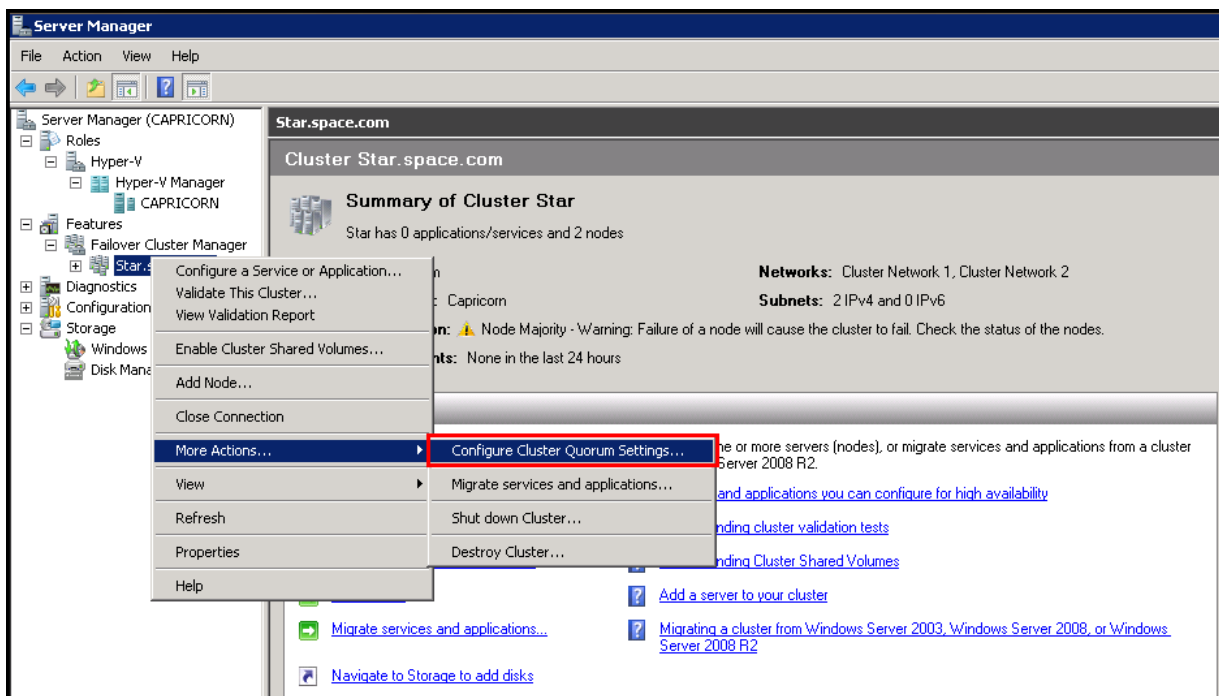 Server Manager
File Action View Help
Server Manager (CAPRICORN)
Roles
Hyper-V
Hyper-V Manager
CAPRICORN
Features
Failover Cluster Manager
Star.
Diagnostics
Configuration
Storage
Windows
Disk Mana
Star.space.com
Cluster Star.space.com
Summary of Cluster Star
Star has 0 applications/services and 2 nodes
Networks: Cluster Network 1, Cluster Network 2
Capricorn
Subnets: 2 IPv4 and 0 IPv6
Node Majority - Warning: Failure of a node will cause the cluster to fail. Check the status of the nodes.
nts: None in the last 24 hours
Configure a Service or Application...
Validate This Cluster...
View Validation Report
Enable Cluster Shared Volumes...
Add Node...
Close Connection
More Actions...
View
Refresh
Properties
Help
Configure Cluster Quorum Settings...
Migrate services and applications...
Shut down Cluster...
Destroy Cluster...
or more servers (nodes), or migrate services and applications from a cluster
Server 2008 R2.
and applications you can configure for high availability
nding cluster validation tests
nding Cluster Shared Volumes
Add a server to your cluster
Migrate services and applications...
Migrating a cluster from Windows Server 2003, Windows Server 2008, or Windows
Server 2008 R2
Navigate to Storage to add disks